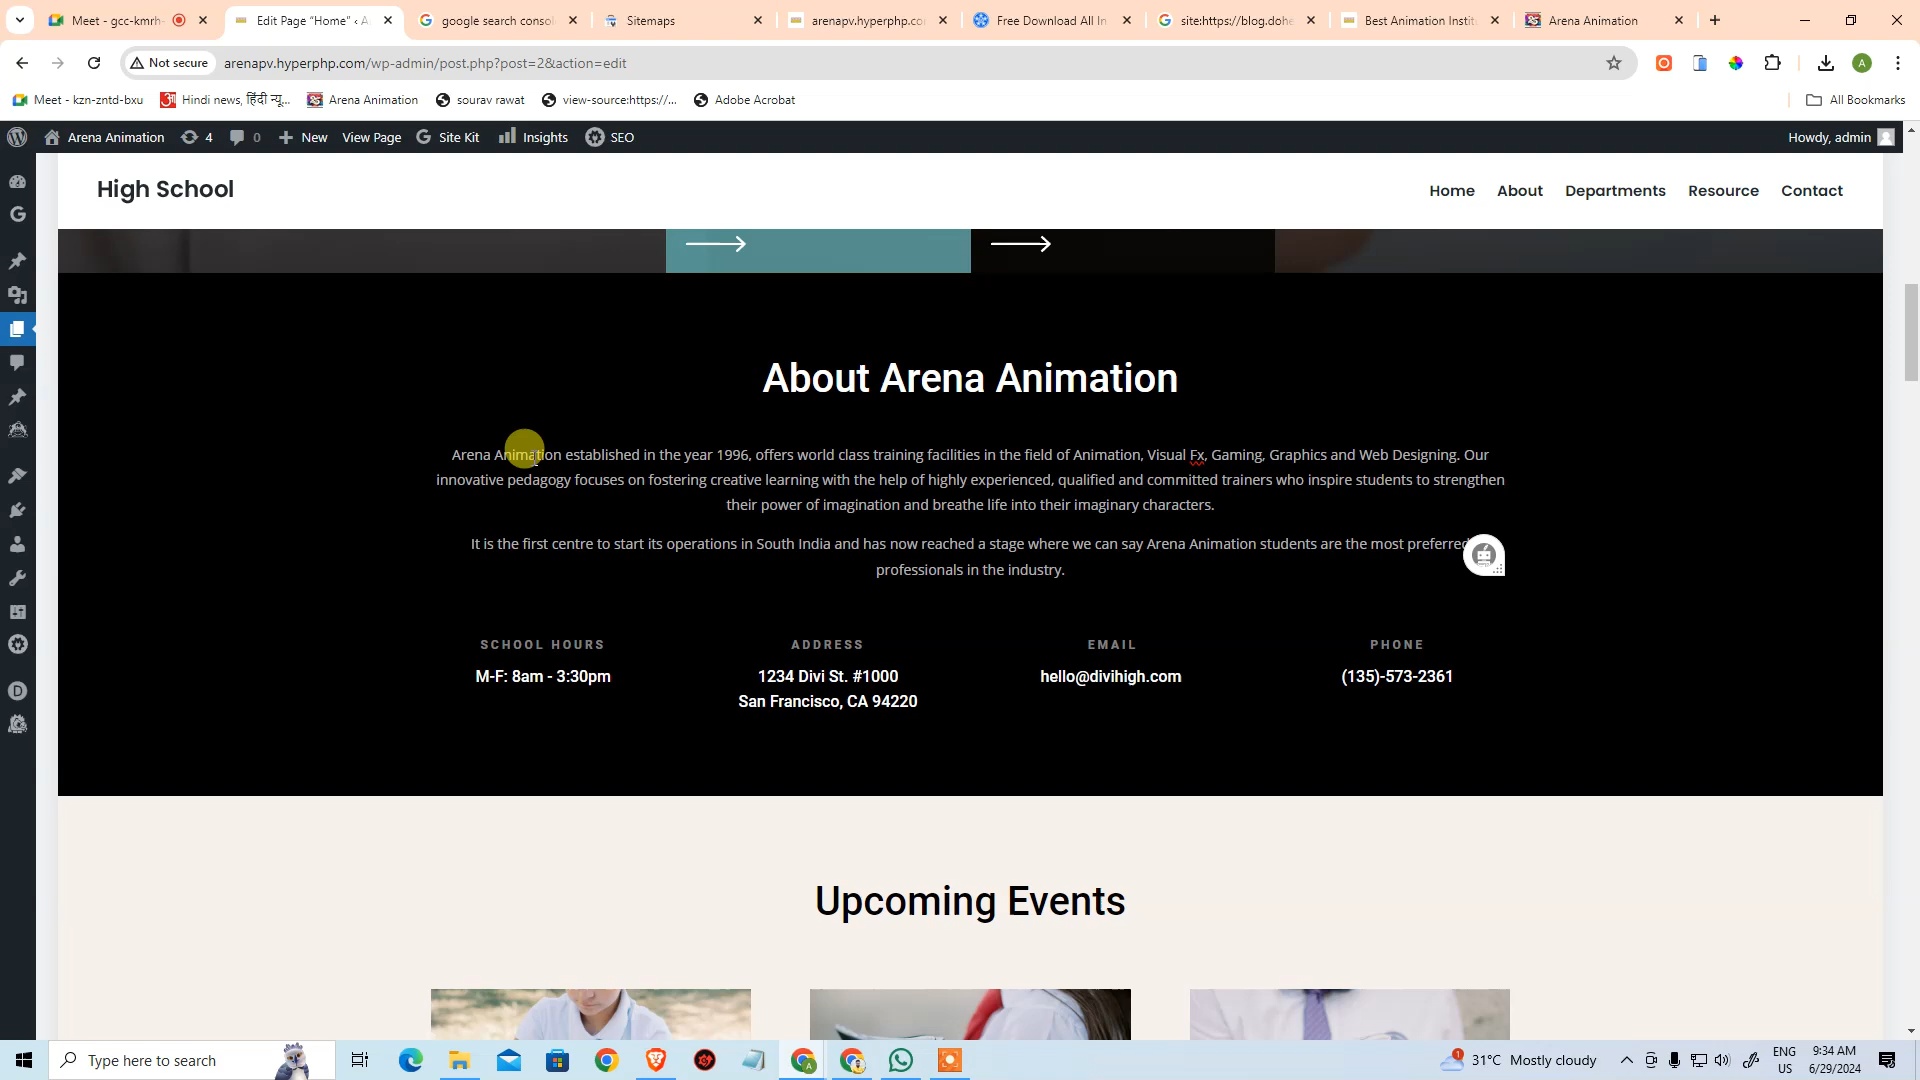 Meet - gcc-kmrh-
Edit Page “Home” ‹ A
google search consol
Sitemaps
arenapv.hyperphp.co
Free Download All In
site:https://blog.dohe
Best Animation Instit
Arena Animation
Not secure
arenapv.hyperphp.com/wp-admin/post.php?post=2&action=edit
Meet - kzn-zntd-bxu
Hindi news, हिंदी न्यू...
Arena Animation
sourav rawat
view-source:https://...
Adobe Acrobat
All Bookmarks
Arena Animation
4
0
New
View Page
Site Kit
Insights
SEO
Howdy, admin
High School
Home
About
Departments
Resource
Contact
About Arena Animation
Arena Animation established in the year 1996, offers world class training facilities in the field of Animation, Visual Fx, Gaming, Graphics and Web Designing. Our
innovative pedagogy focuses on fostering creative learning with the help of highly experienced, qualified and committed trainers who inspire students to strengthen
their power of imagination and breathe life into their imaginary characters.
It is the first centre to start its operations in South India and has now reached a stage where we can say Arena Animation students are the most preferred
professionals in the industry.
SCHOOL HOURS
M-F: 8am - 3:30pm
ADDRESS
1234 Divi St. #1000
San Francisco, CA 94220
EMAIL
hello@divihigh.com
PHONE
(135)-573-2361
Upcoming Events
Type here to search
1
31°C Mostly cloudy
ENG
US
9:34 AM
6/29/2024